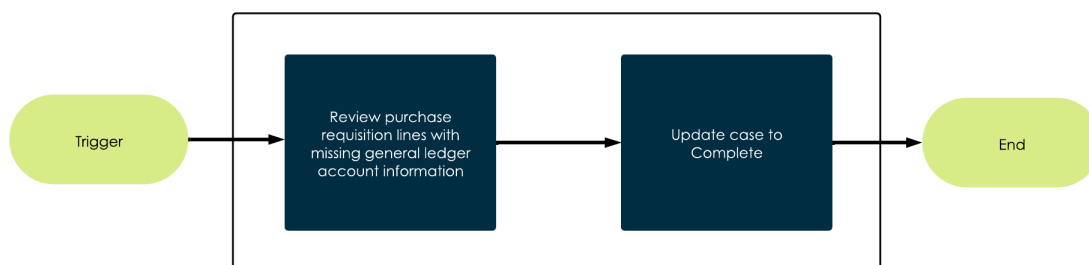 Trigger
Review purchase
requisition lines with
missing general ledger
account information
Update case to
Complete
End